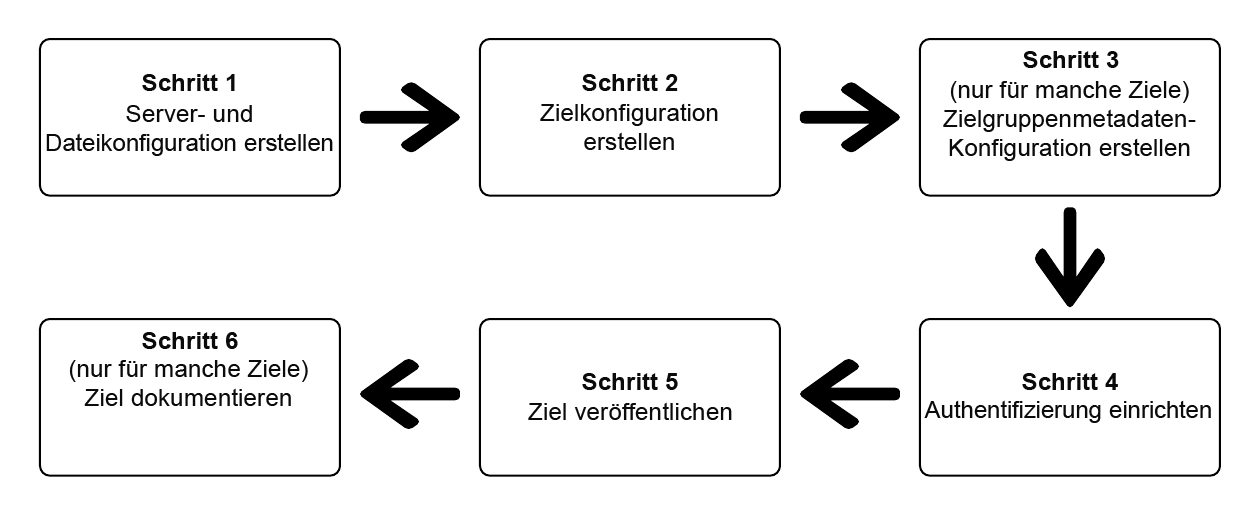 Schritt 1
Server- und
Dateikonfiguration erstellen
Schritt 2
Zielkonfiguration
erstellen
Schritt 3
(nur für manche Ziele)
Zielgruppenmetadaten-
Konfiguration erstellen
Schritt 4
Authentifizierung einrichten
Schritt 5
Ziel veröffentlichen
Schritt 6
(nur für manche Ziele)
Ziel dokumentieren